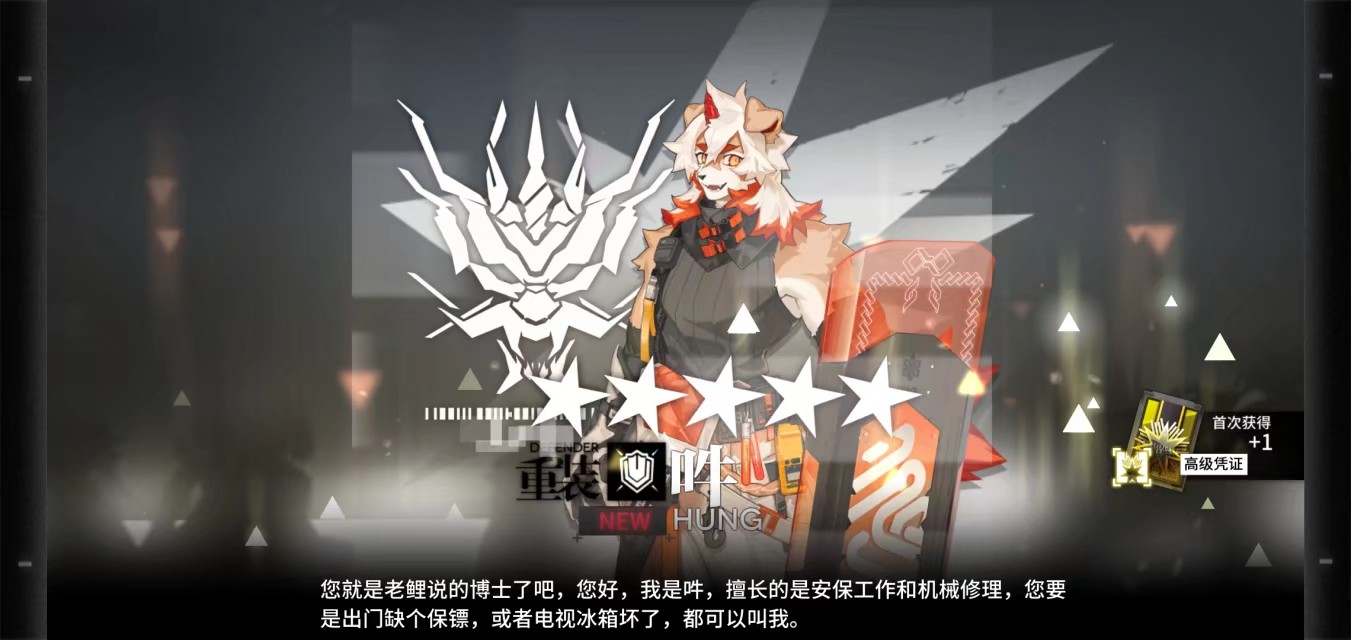 首次获得
+1
高级凭证
DEFENDER
重装
吽
NEW
HUNG
您就是老鲤说的博士了吧，您好，我是吽，擅长的是安保工作和机械修理，您要
是出门缺个保镖，或者电视冰箱坏了，都可以叫我。